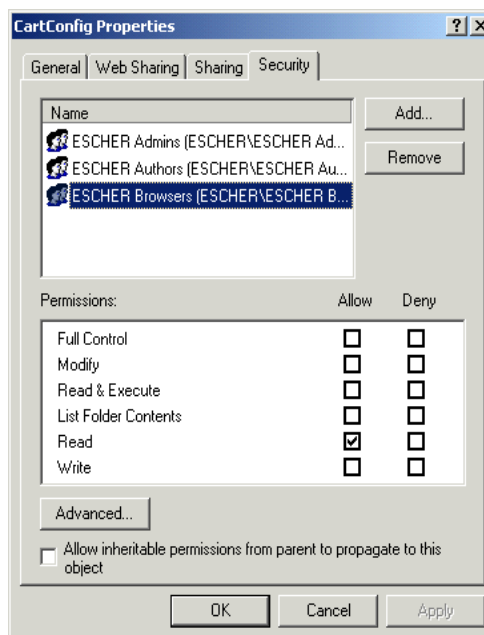 CartConfig Properties
General Web Sharing Sharing Security
Name
Add...
ESCHER Admins (ESCHER\ESCHER Ad...
ESCHER Authors (ESCHER\ESCHER Au...
Remove
ESCHER Browsers (ESCHER\ESCHER B...
Permissions: Allow Deny
Full Control
Modify
Read & Execute
List Folder Contents
Read
Write
Advanced...
Allow inheritable permissions from parent to propagate to this
object
OK Cancel Apply